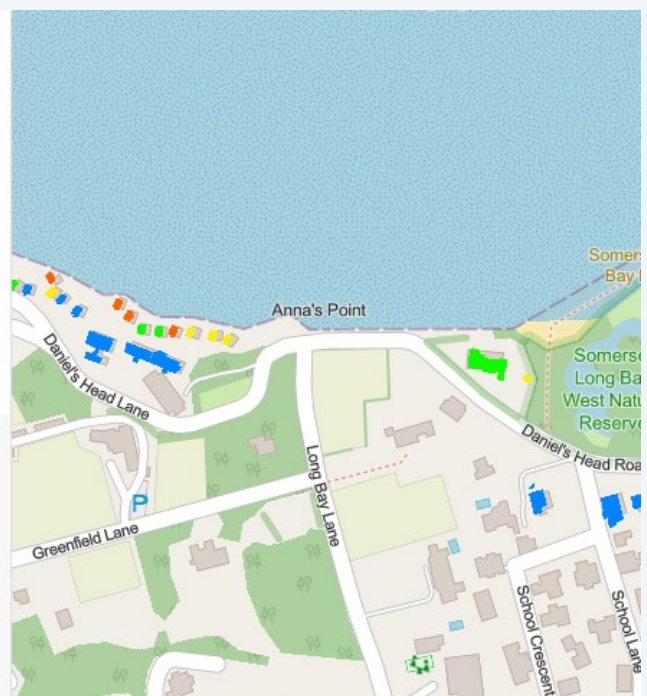 Somers
Bay
Anna's Point
Somerse
Long Ba
West Natu
Reserve
Daniel's Head Lane
Daniel's Head Roa
Long Bay Lane
P
Greenfield Lane
School Crescent
School Lane